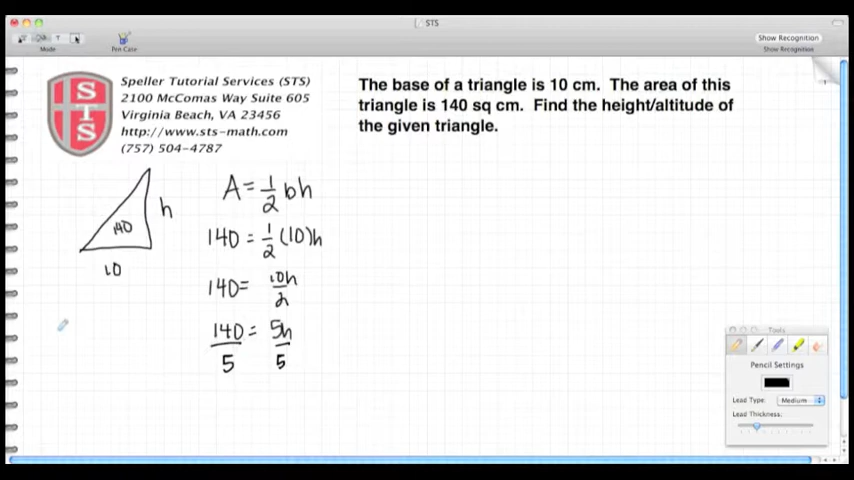 STS
Mode
Pen Case
Show Recognition
Show Recognition
S
T
S
Speller Tutorial Services (STS)
2100 McComas Way Suite 605
Virginia Beach, VA 23456
http://www.sts-math.com
(757) 504-4787
The base of a triangle is 10 cm. The area of this
triangle is 140 sq cm. Find the height/altitude of
the given triangle.
140
h
10
A = 1/2 bh
140 = 1/2 (10)h
140 = 10h/2
140/5 = 5h/5
Tools
Pencil Settings
Lead Type: Medium
Lead Thickness: